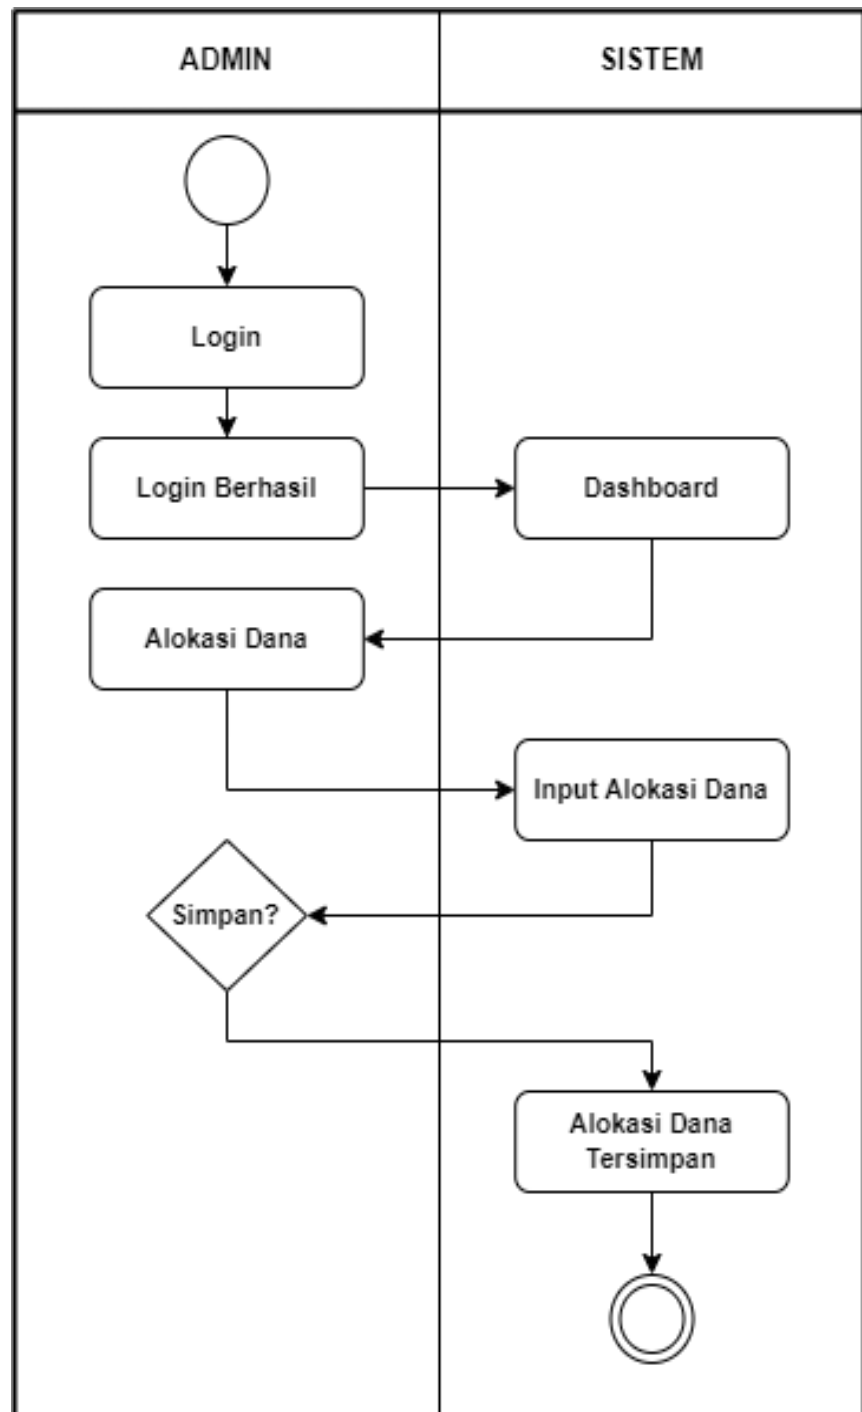 ADMIN
SISTEM
Login
Login Berhasil
Dashboard
Alokasi Dana
Input Alokasi Dana
Simpan?
Alokasi Dana
Tersimpan